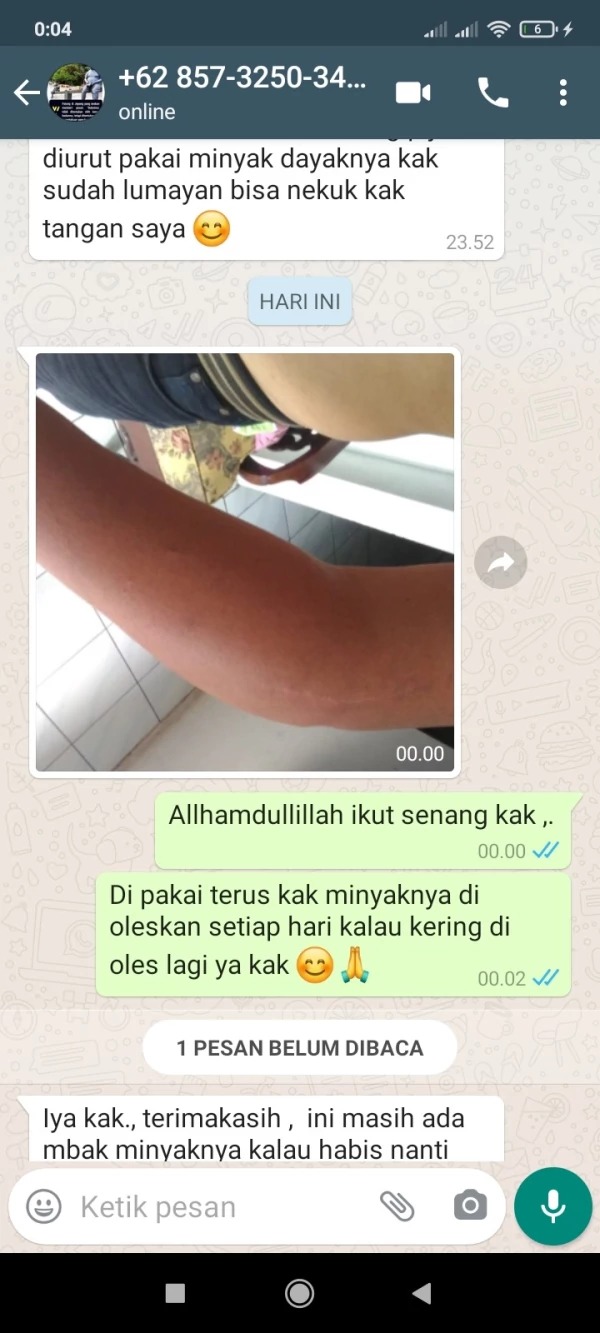 0:04
6
+62 857-3250-34...
online
diurut pakai minyak dayaknya kak
sudah lumayan bisa nekuk kak
tangan saya 😊
23.52
HARI INI
00.00
Allhamdullillah ikut senang kak ,.
00.00
Di pakai terus kak minyaknya di
oleskan setiap hari kalau kering di
oles lagi ya kak 😊🙏
00.02
1 PESAN BELUM DIBACA
Iya kak., terimakasih , ini masih ada
mbak minyaknya kalau habis nanti
Ketik pesan